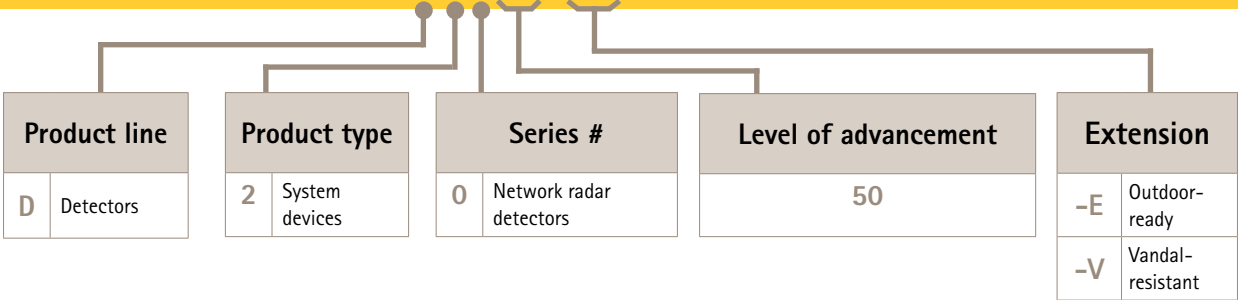 Product line
Product type
Series #
Level of advancement
Extension
D
Detectors
2
System
devices
0
Network radar
detectors
50
-E
Outdoor-
ready
-V
Vandal-
resistant